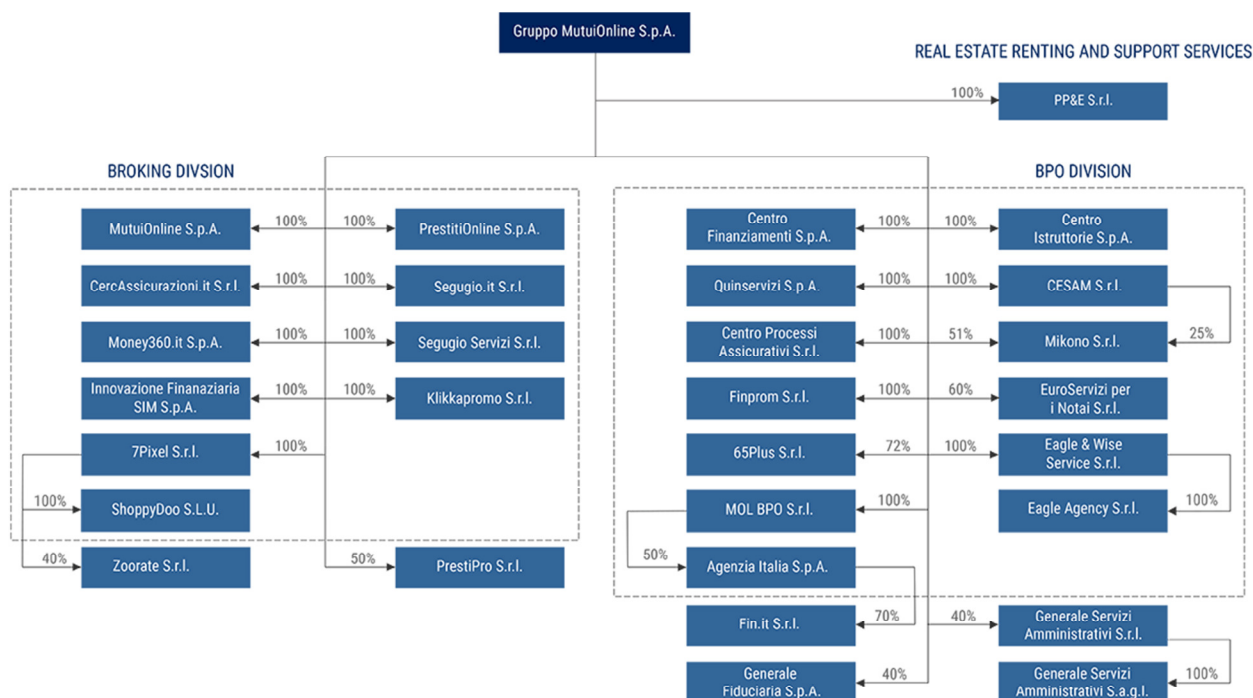 Gruppo MutuiOnline S.p.A.
REAL ESTATE RENTING AND SUPPORT SERVICES
100%
PP&E S.r.l.
BROKING DIVSION
BPO DIVISION
MutuiOnline S.p.A.
100%
100%
PrestitiOnline S.p.A.
CercAssicurazioni.it S.r.l.
100%
100%
Segugio.it S.r.l.
Money360.it S.p.A.
100%
100%
Segugio Servizi S.r.l.
Innovazione Finanaziaria
SIM S.p.A.
100%
100%
Klikkapromo S.r.l.
7Pixel S.r.l.
100%
100%
ShoppyDoo S.L.U.
40%
Zoorate S.r.l.
50%
PrestiPro S.r.l.
Centro
Finanziamenti S.p.A.
100%
100%
Centro
Istruttorie S.p.A.
Quinservizi S.p.A.
100%
100%
CESAM S.r.l.
Centro Processi
Assicurativi S.r.l.
100%
51%
Mikono S.r.l.
25%
Finprom S.r.l.
100%
60%
EuroServizi per
i Notai S.r.l.
65Plus S.r.l.
72%
100%
Eagle & Wise
Service S.r.l.
MOL BPO S.r.l.
100%
Eagle Agency S.r.l.
100%
50%
Agenzia Italia S.p.A.
Fin.it S.r.l.
70%
40%
Generale Servizi
Amministrativi S.r.l.
Generale
Fiduciaria S.p.A.
40%
Generale Servizi
Amministrativi S.a.g.l.
100%